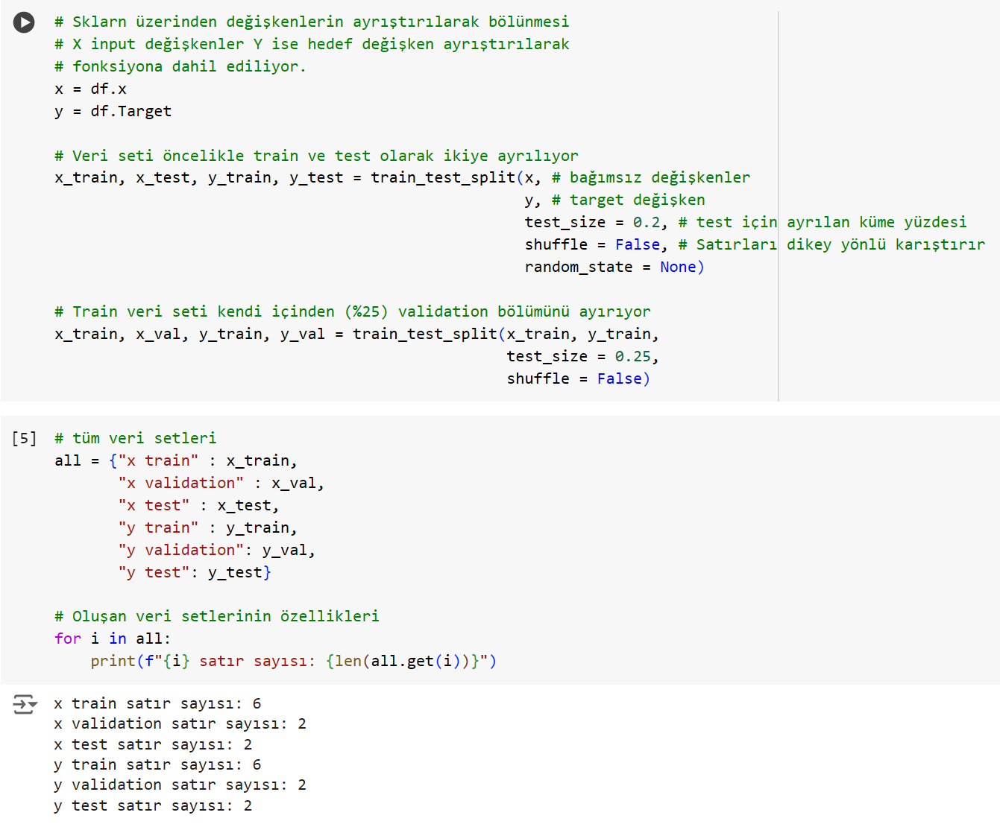 # Sklarn üzerinden değişkenlerin ayrıştırılarak bölünmesi
# X input değişkenler Y ise hedef değişken ayrıştırılarak
# fonksiyona dahil ediliyor.
x = df.x
y = df.Target
# Veri seti öncelikle train ve test olarak ikiye ayrılıyor
x_train, x_test, y_train, y_test = train_test_split(x, # bağımsız değişkenler
y, # target değişken
test_size = 0.2, # test için ayrılan küme yüzdesi
shuffle = False, # Satırları dikey yönlü karıştırır
random_state = None)
# Train veri seti kendi içinden (%25) validation bölümünü ayırıyor
x_train, x_val, y_train, y_val = train_test_split(x_train, y_train,
test_size = 0.25,
shuffle = False)
[5] # tüm veri setleri
all = {"x train" : x_train,
"x validation" : x_val,
"x test" : x_test,
"y train" : y_train,
"y validation": y_val,
"y test": y_test}
# Oluşan veri setlerinin özellikleri
for i in all:
print(f"{i} satır sayısı: {len(all.get(i))}")
x train satır sayısı: 6
x validation satır sayısı: 2
x test satır sayısı: 2
y train satır sayısı: 6
y validation satır sayısı: 2
y test satır sayısı: 2